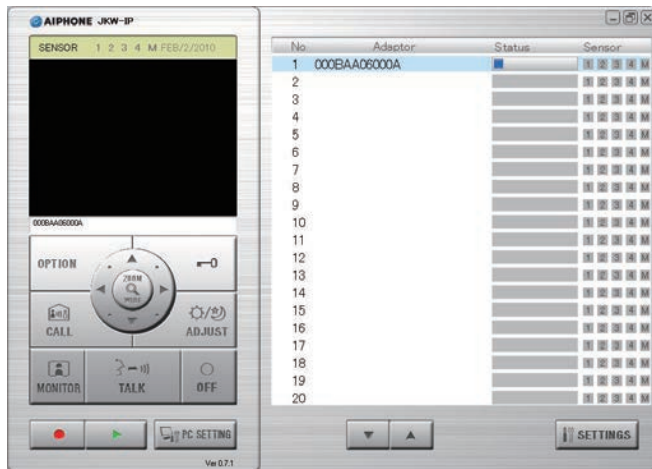 AIPHONE JKW-IP
SENSOR 1 2 3 4 M FEB/2/2010
000BAA06000A
OPTION
ZOOM
WIDE
CALL
ADJUST
MONITOR
TALK
OFF
PC SETTING
Ver 0.7.1
No Adaptor Status Sensor
1 000BAA06000A 1 2 3 4 M
2 1 2 3 4 M
3 1 2 3 4 M
4 1 2 3 4 M
5 1 2 3 4 M
6 1 2 3 4 M
7 1 2 3 4 M
8 1 2 3 4 M
9 1 2 3 4 M
10 1 2 3 4 M
11 1 2 3 4 M
12 1 2 3 4 M
13 1 2 3 4 M
14 1 2 3 4 M
15 1 2 3 4 M
16 1 2 3 4 M
17 1 2 3 4 M
18 1 2 3 4 M
19 1 2 3 4 M
20 1 2 3 4 M
SETTINGS